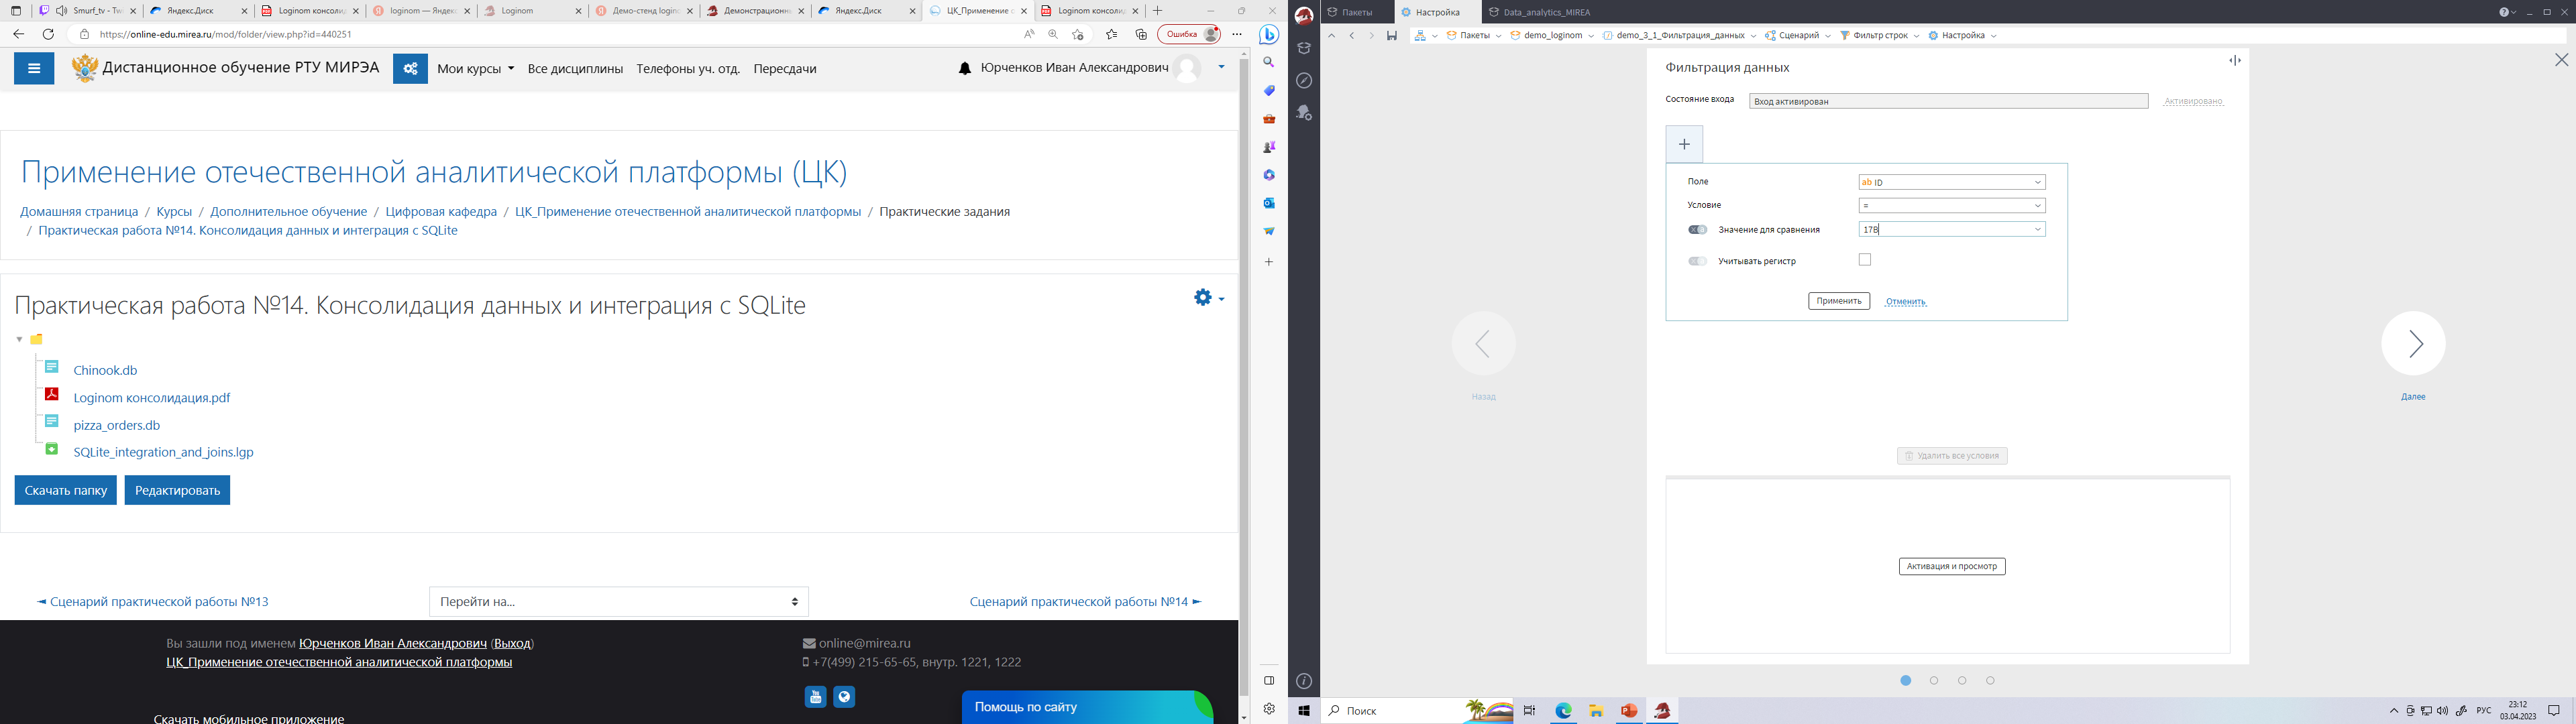 Smurf_tv - Tw
Яндекс.Диск
Loginom консолид
loginom — Яндекс
Loginom
Демо-стенд logino
Демонстрационн
Яндекс.Диск
ЦК_Применение о
Loginom консолид
https://online-edu.mirea.ru/mod/folder/view.php?id=440251
Ошибка
Дистанционное обучение РТУ МИРЭА
Мои курсы
Все дисциплины
Телефоны уч. отд.
Пересдачи
Юрченков Иван Александрович
Применение отечественной аналитической платформы (ЦК)
Домашняя страница / Курсы / Дополнительное обучение / Цифровая кафедра / ЦК_Применение отечественной аналитической платформы / Практические задания
/ Практическая работа №14. Консолидация данных и интеграция с SQLite
Практическая работа №14. Консолидация данных и интеграция с SQLite
Chinook.db
Loginom консолидация.pdf
pizza_orders.db
SQLite_integration_and_joins.lgp
Скачать папку
Редактировать
◄ Сценарий практической работы №13
Перейти на...
Сценарий практической работы №14 ►
Вы зашли под именем Юрченков Иван Александрович (Выход)
ЦК_Применение отечественной аналитической платформы
online@mirea.ru
+7(499) 215-65-65, внутр. 1221, 1222
Скачать мобильное приложение
Помощь по сайту
Пакеты
Настройка
Data_analytics_MIREA
Пакеты
demo_loginom
demo_3_1_Фильтрация_данных
Сценарий
Фильтр строк
Настройка
Фильтрация данных
Состояние входа
Вход активирован
Активировано
+
Поле
ab ID
Условие
=
Значение для сравнения
17В
Учитывать регистр
Применить
Отменить
Назад
Далее
Удалить все условия
Активация и просмотр
Поиск
РУС
23:12
03.04.2023